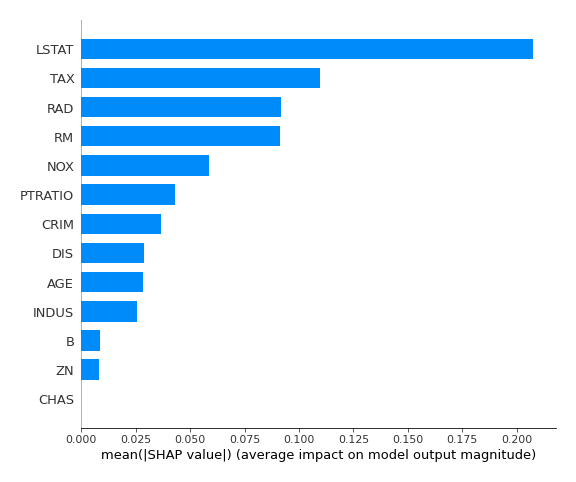 LSTAT
TAX
RAD
RM
NOX
PTRATIO
CRIM
DIS
AGE
INDUS
B
ZN
CHAS
0.000 0.025 0.050 0.075 0.100 0.125 0.150 0.175 0.200
mean(|SHAP value|) (average impact on model output magnitude)